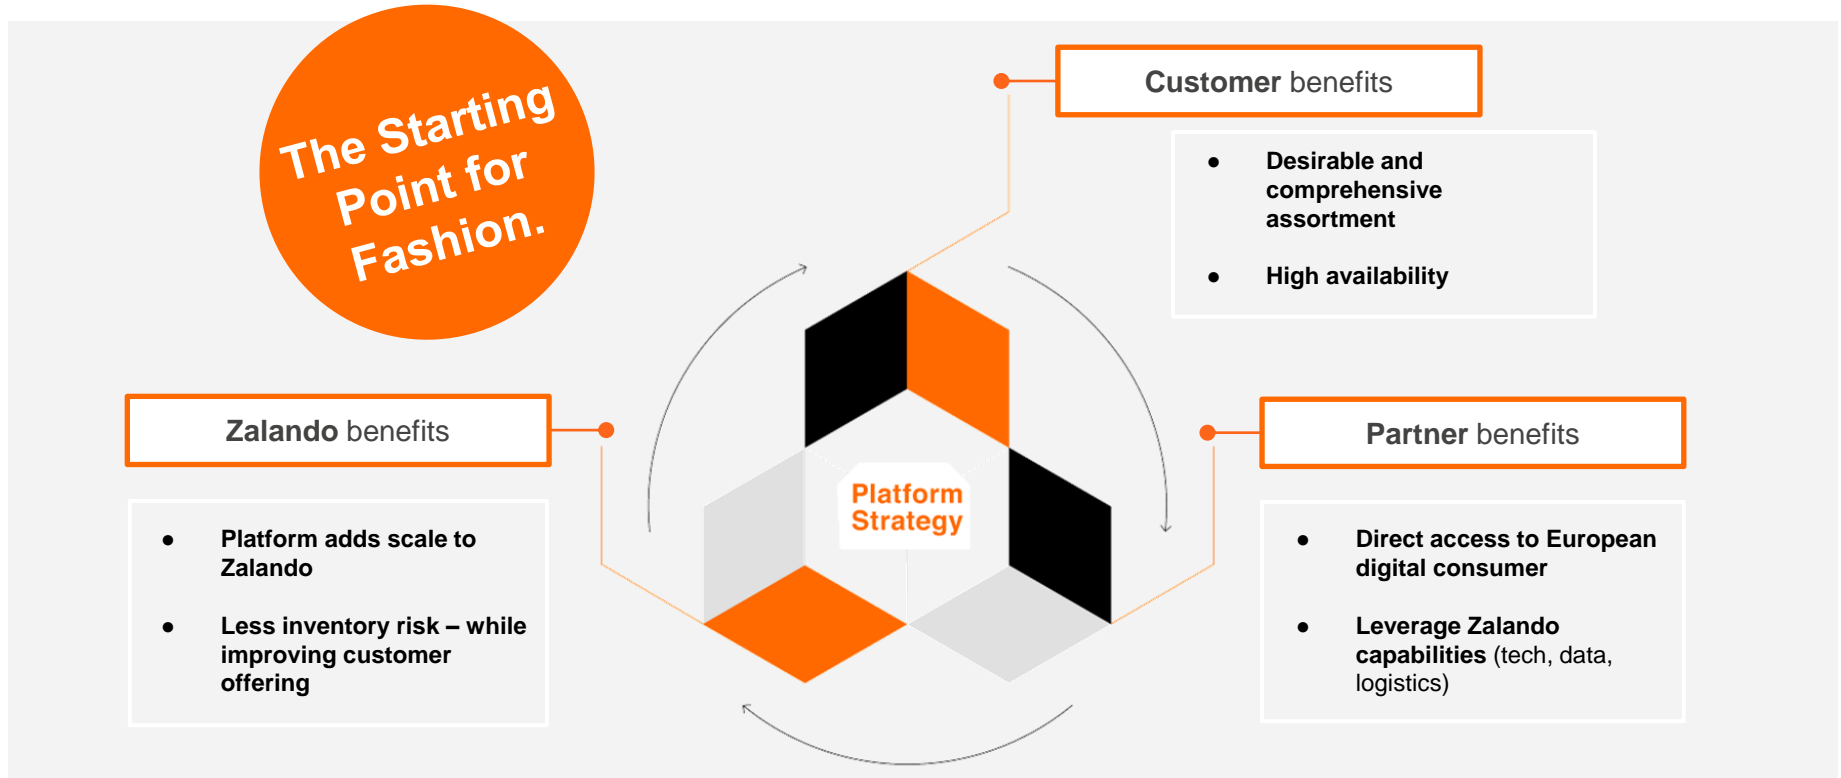 The Starting
Point for
Fashion.
Customer benefits
● Desirable and
comprehensive
assortment
● High availability
Zalando benefits
● Platform adds scale to
Zalando
● Less inventory risk – while
improving customer
offering
Platform
Strategy
Partner benefits
● Direct access to European
digital consumer
● Leverage Zalando
capabilities (tech, data,
logistics)